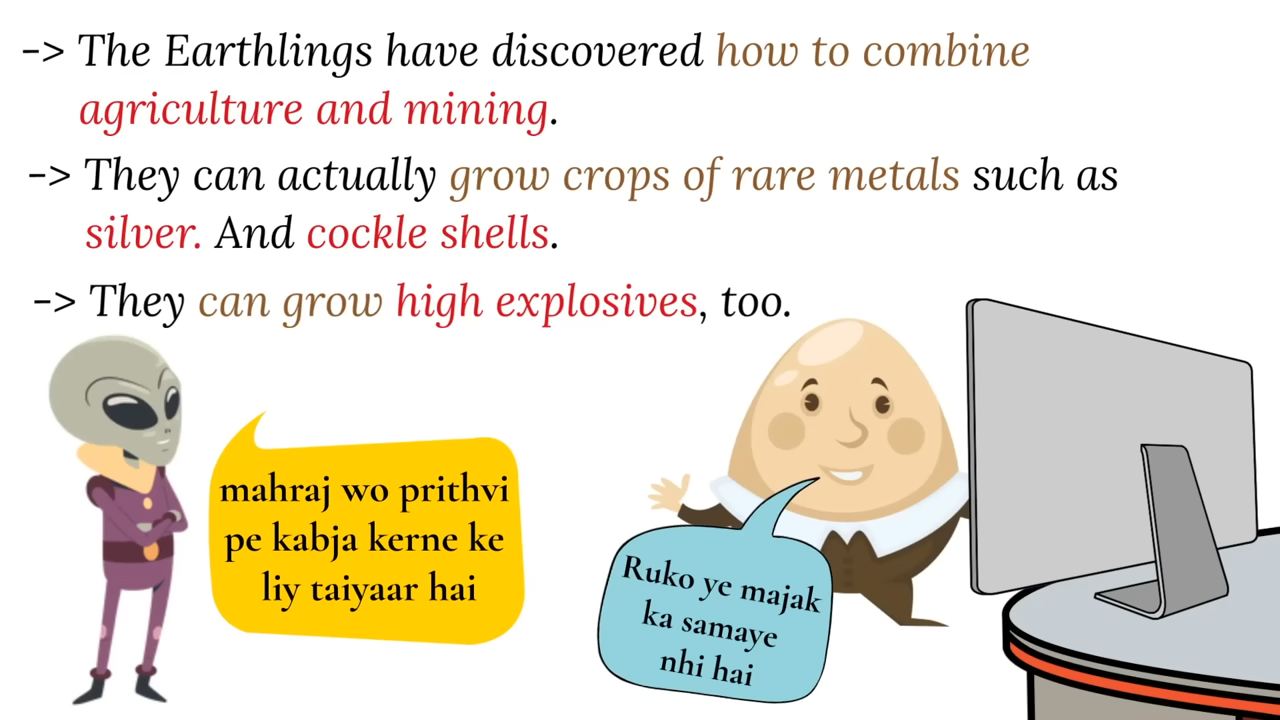 -> The Earthlings have discovered how to combine
agriculture and mining.
-> They can actually grow crops of rare metals such as
silver. And cockle shells.
-> They can grow high explosives, too.
mahraj wo prithvi
pe kabja kerne ke
liy taiyaar hai
Ruko ye majak
ka samaye
nhi hai